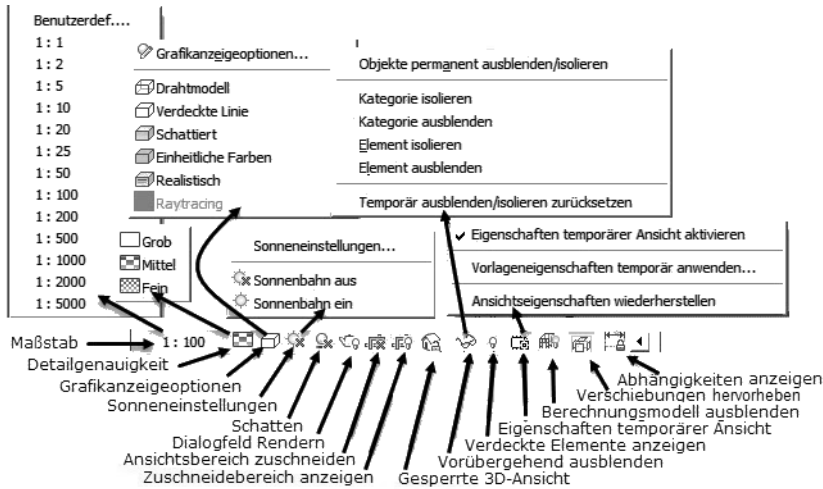 Benutzerdef....
1 : 1
1 : 2
1 : 5
1 : 10
1 : 20
1 : 25
1 : 50
1 : 100
1 : 200
1 : 500
1 : 1000
1 : 2000
1 : 5000
Grafikanzeigeoptionen...
Drahtmodell
Verdeckte Linie
Schattiert
Einheitliche Farben
Realistisch
Raytracing
Objekte permanent ausblenden/isolieren
Kategorie isolieren
Kategorie ausblenden
Element isolieren
Element ausblenden
Temporär ausblenden/isolieren zurücksetzen
Grob
Mittel
Fein
Sonneneinstellungen...
Sonnenbahn aus
Sonnenbahn ein
Eigenschaften temporärer Ansicht aktivieren
Vorlageneigenschaften temporär anwenden...
Ansichtseigenschaften wiederherstellen
1 : 100
Maßstab
Detailgenauigkeit
Grafikanzeigeoptionen
Sonneneinstellungen
Schatten
Dialogfeld Rendern
Ansichtsbereich zuschneiden
Zuschneidebereich anzeigen
Gesperrte 3D-Ansicht
Vorübergehend ausblenden
Verdeckte Elemente anzeigen
Eigenschaften temporärer Ansicht
Berechnungsmodell ausblenden
Verschiebungen hervorheben
Abhängigkeiten anzeigen